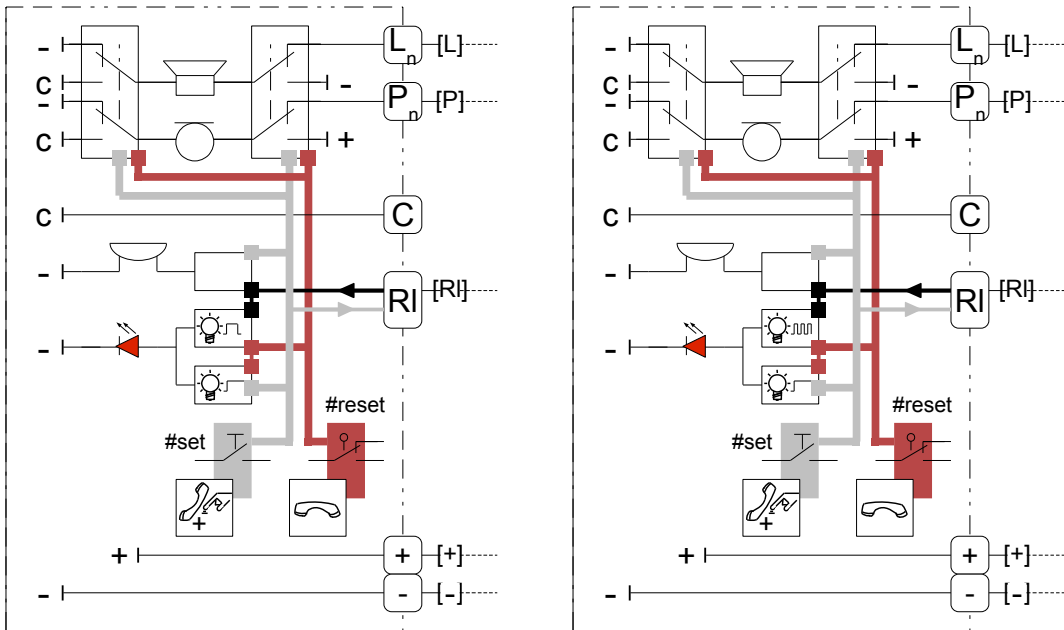 - Ln [L]
c -
- Pn [P]
c +
c C
-
RI [RI]
-
#reset
#set
+
+ + [+]
- - [-]
- Ln [L]
c -
- Pn [P]
c +
c C
-
RI [RI]
-
#reset
#set
+
+ + [+]
- - [-]